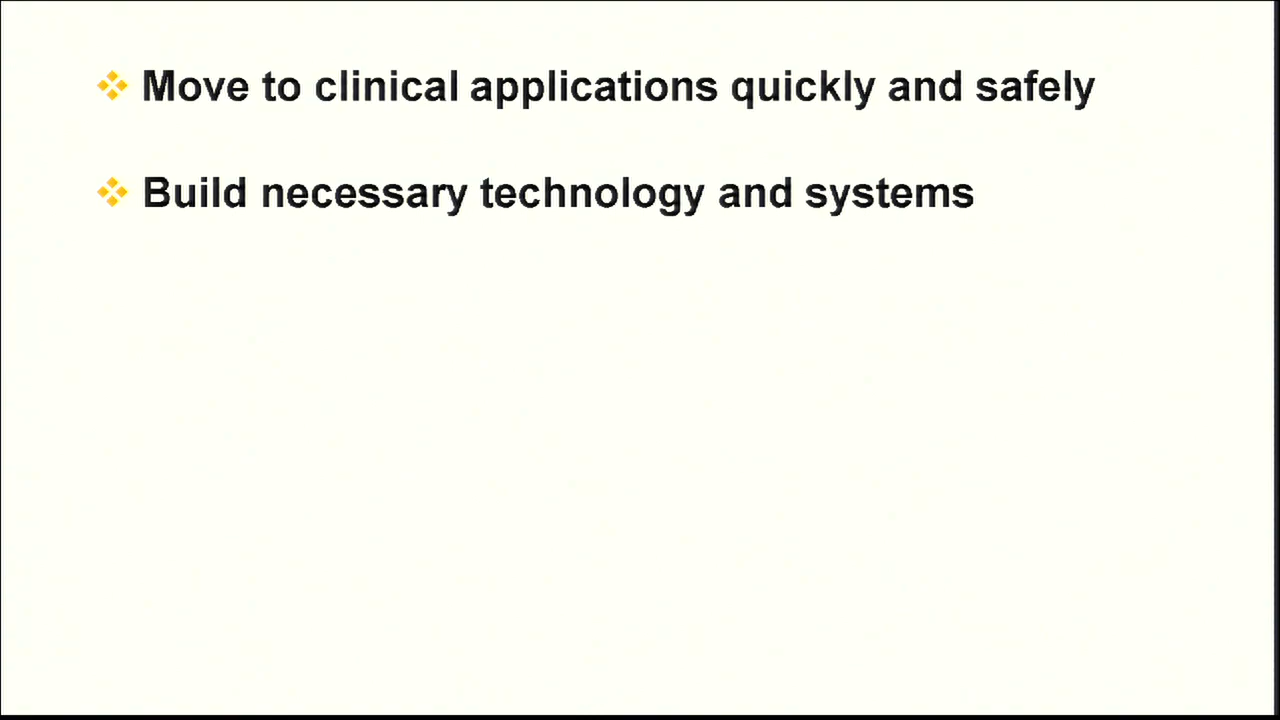 Move to clinical applications quickly and safely
Build necessary technology and systems